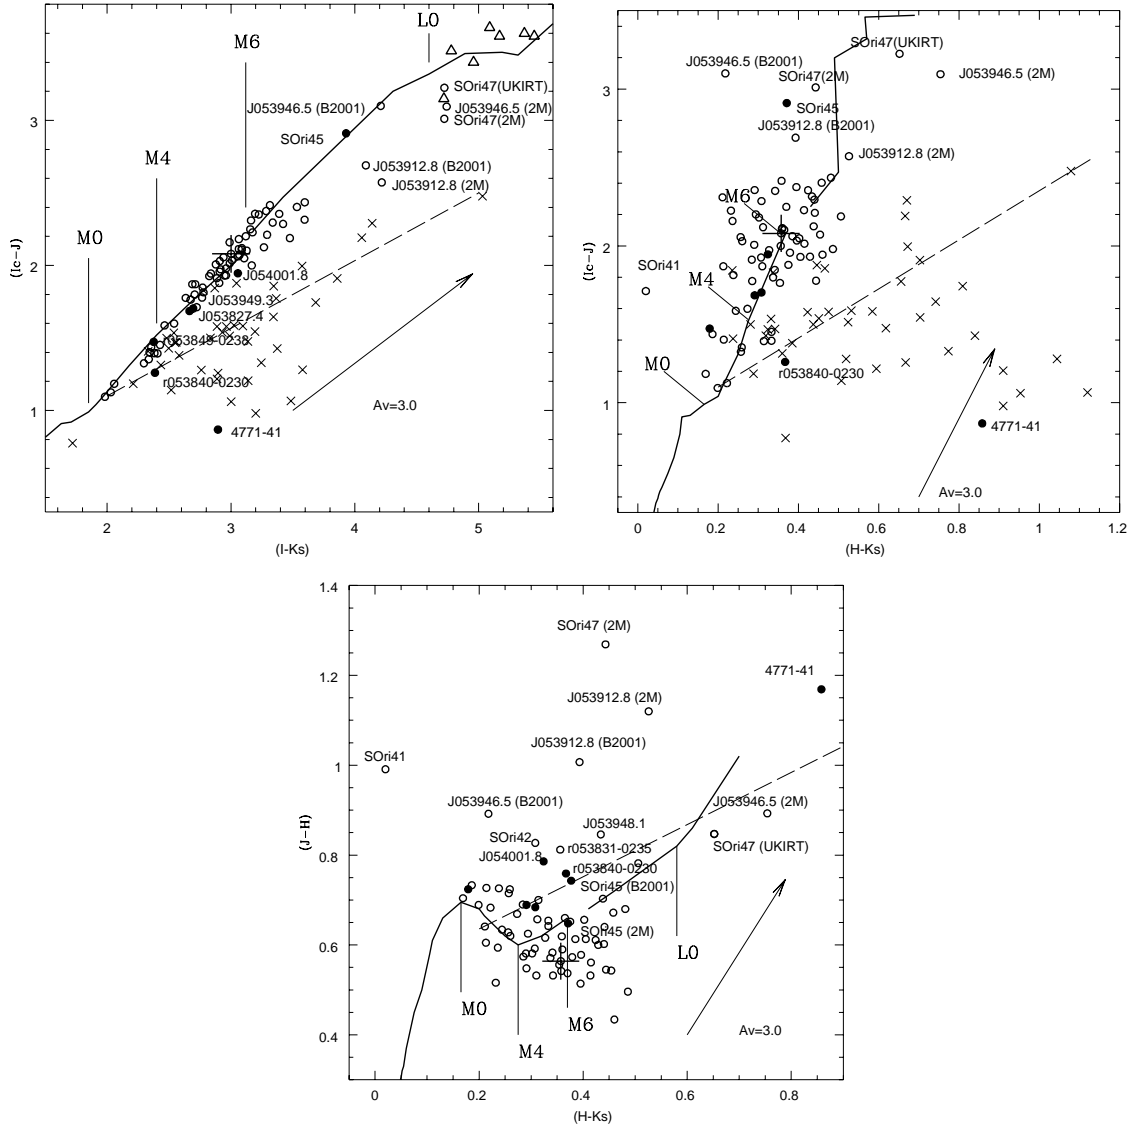 L0
M6
SOri47(UKIRT)
J053946.5 (B2001)
J053946.5 (2M)
SOri47(2M)
3
SOri45
M4
J053912.8 (B2001)
J053912.8 (2M)
M0
(Ic-J)
2
J054001.8
J053949.3
J053827.4
r053849-0238
r053840-0230
Av=3.0
1
4771-41
2
3
4
5
(I-Ks)
SOri47(UKIRT)
J053946.5 (B2001)
J053946.5 (2M)
SOri47(2M)
3
SOri45
J053912.8 (B2001)
J053912.8 (2M)
M6
(Ic-J)
2
SOri41
M4
M0
r053840-0230
1
4771-41
Av=3.0
0
0.2
0.4
0.6
0.8
1
1.2
(H-Ks)
1.4
SOri47 (2M)
4771-41
1.2
J053912.8 (2M)
J053912.8 (B2001)
SOri41
1
J053946.5 (B2001)
J053946.5 (2M)
J053948.1
(J-H)
SOri42
r053831-0235
SOri47 (UKIRT)
J054001.8
0.8
r053840-0230
SOri45 (B2001)
SOri45 (2M)
L0
0.6
M0
M6
M4
Av=3.0
0.4
0
0.2
0.4
0.6
0.8
(H-Ks)